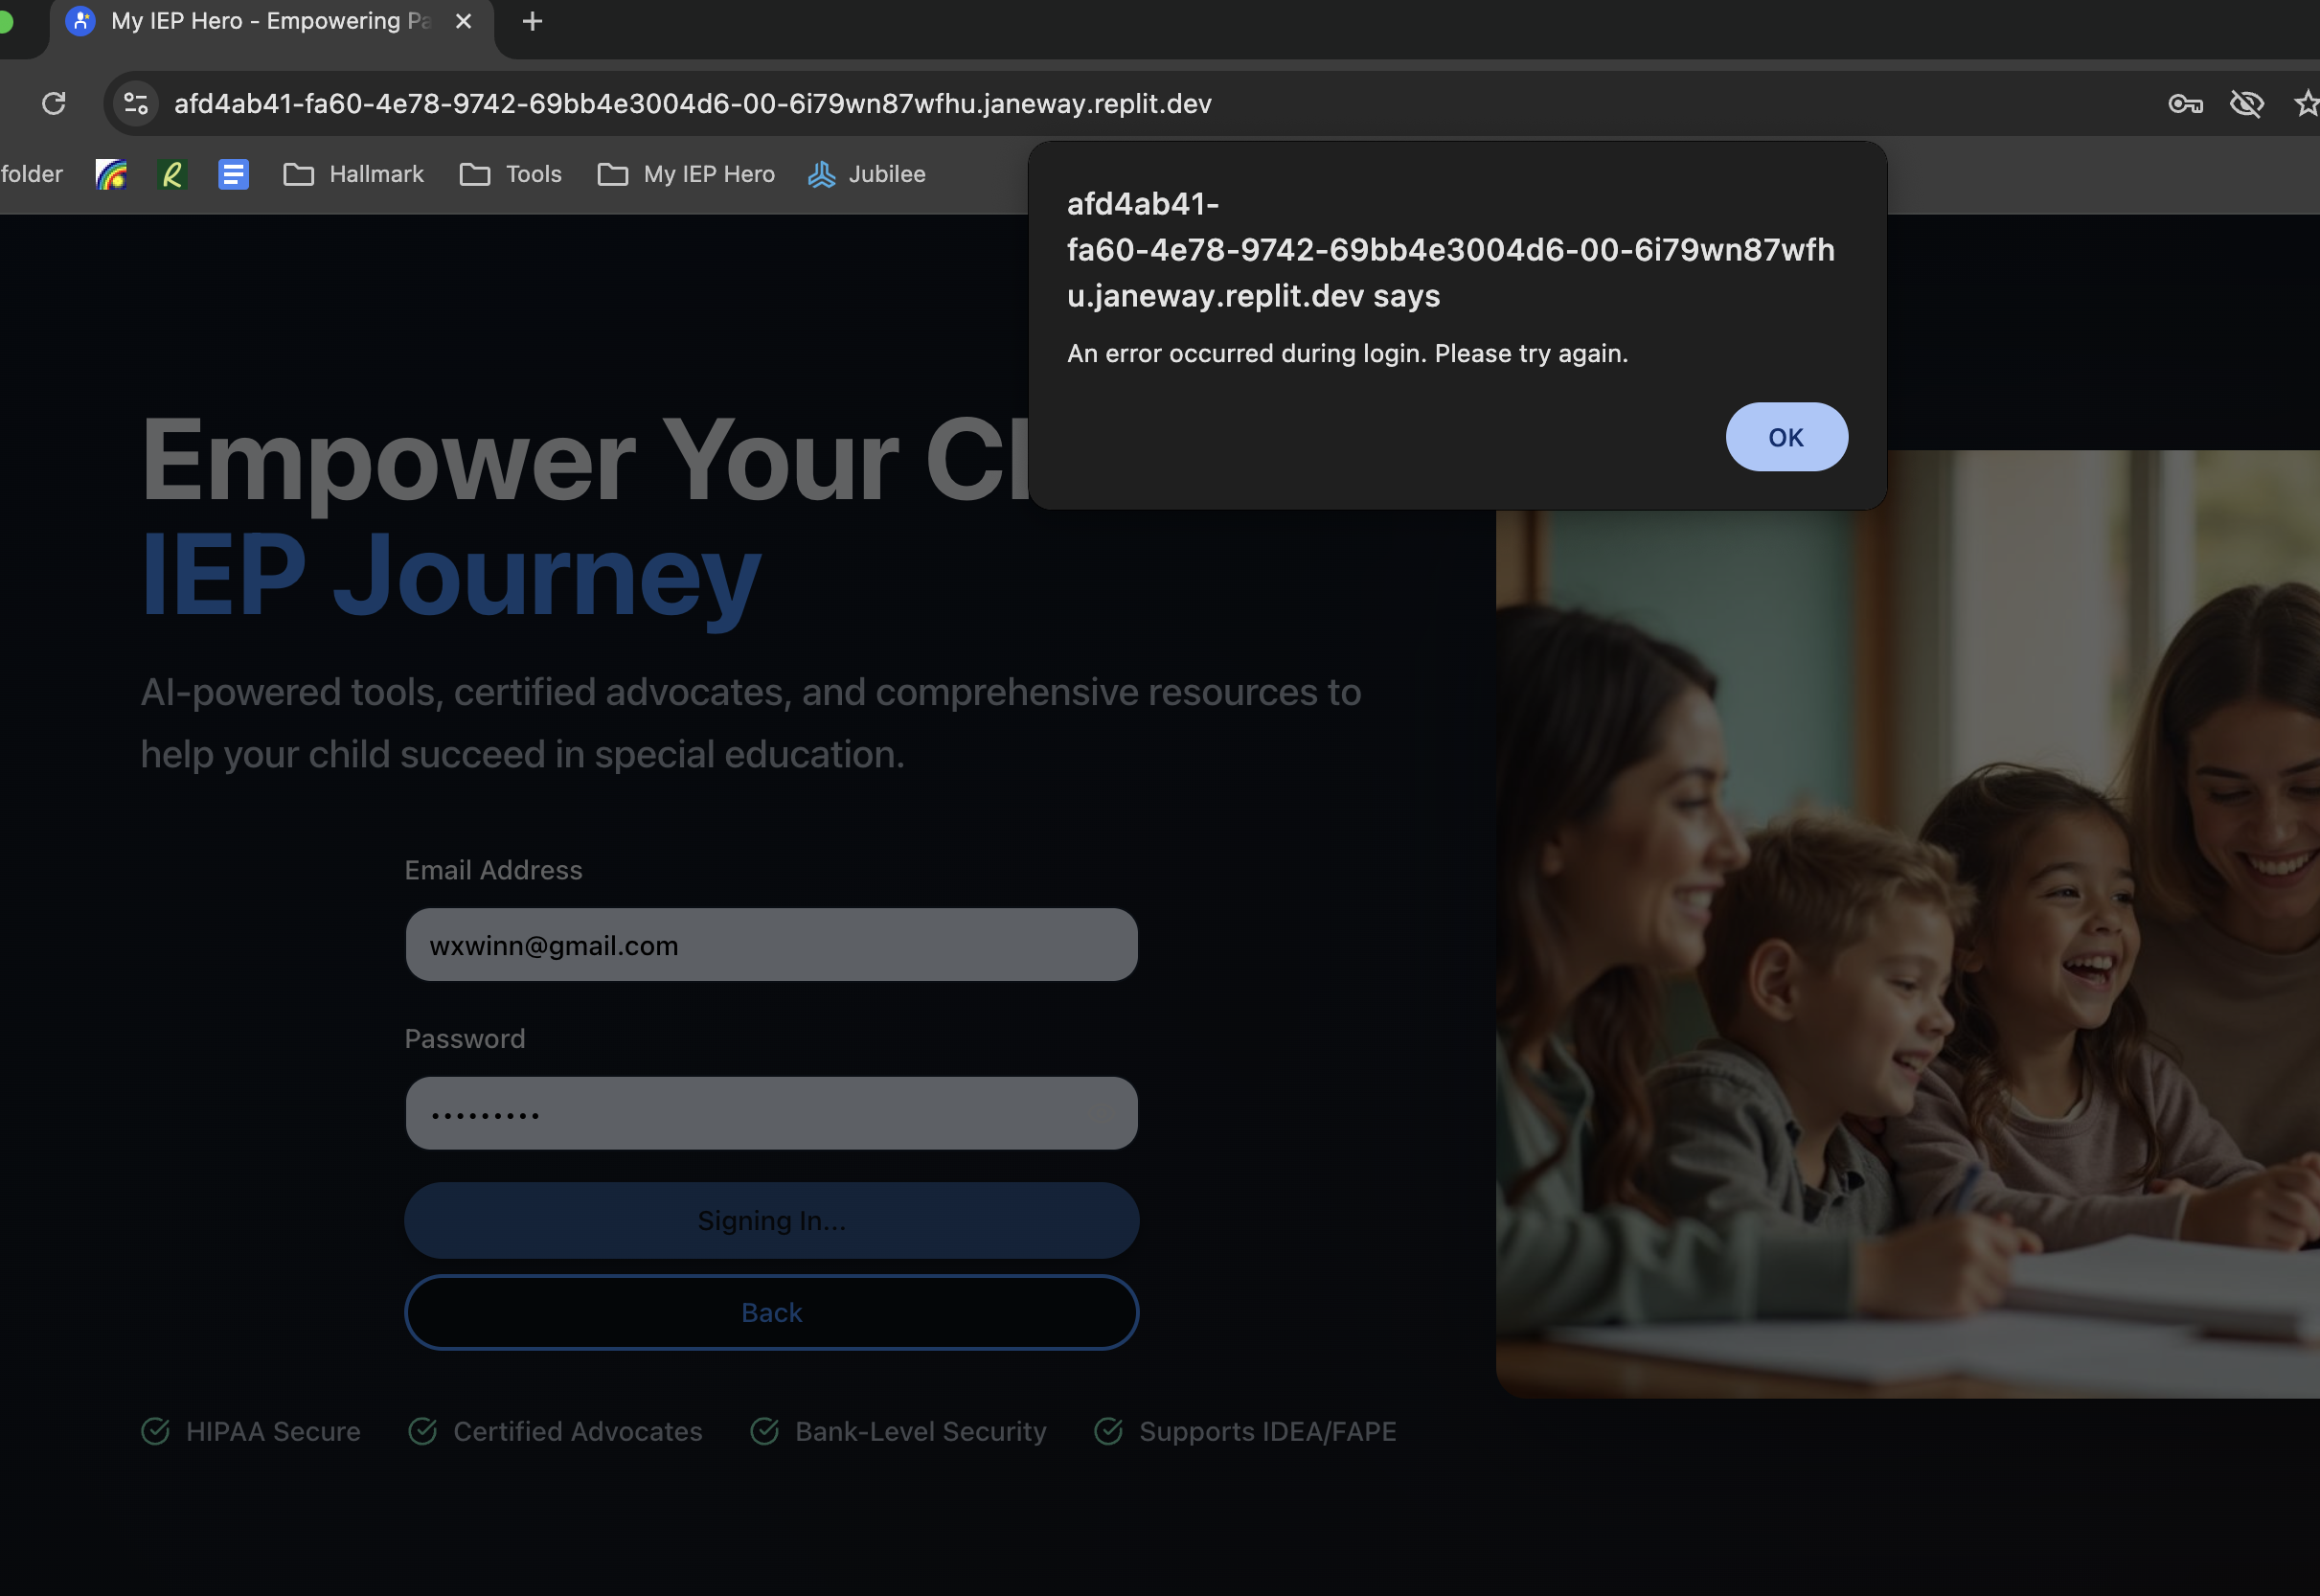 My IEP Hero - Empowering Pa
afd4ab41-fa60-4e78-9742-69bb4e3004d6-00-6i79wn87wfhu.janeway.replit.dev
folder
Hallmark
Tools
My IEP Hero
Jubilee
afd4ab41-
fa60-4e78-9742-69bb4e3004d6-00-6i79wn87wfh
u.janeway.replit.dev says
An error occurred during login. Please try again.
OK
Empower Your Ch
IEP Journey
AI-powered tools, certified advocates, and comprehensive resources to
help your child succeed in special education.
Email Address
wxwinn@gmail.com
Password
•••••••••
Signing In...
Back
HIPAA Secure
Certified Advocates
Bank-Level Security
Supports IDEA/FAPE